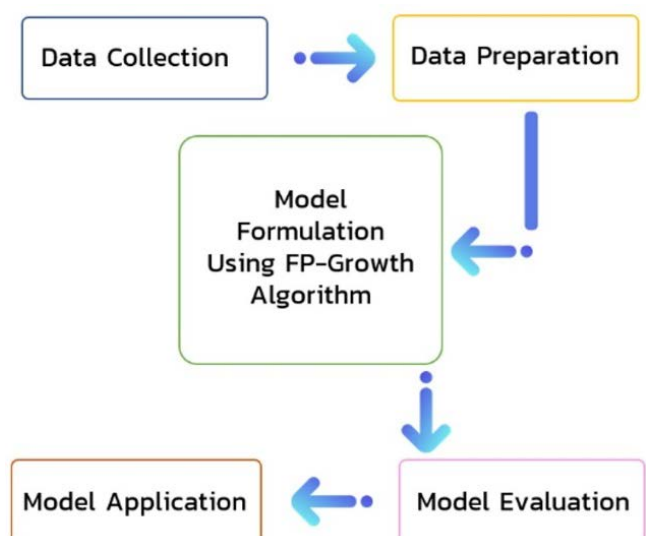 Data Collection
Data Preparation
Model
Formulation
Using FP-Growth
Algorithm
Model Application
Model Evaluation